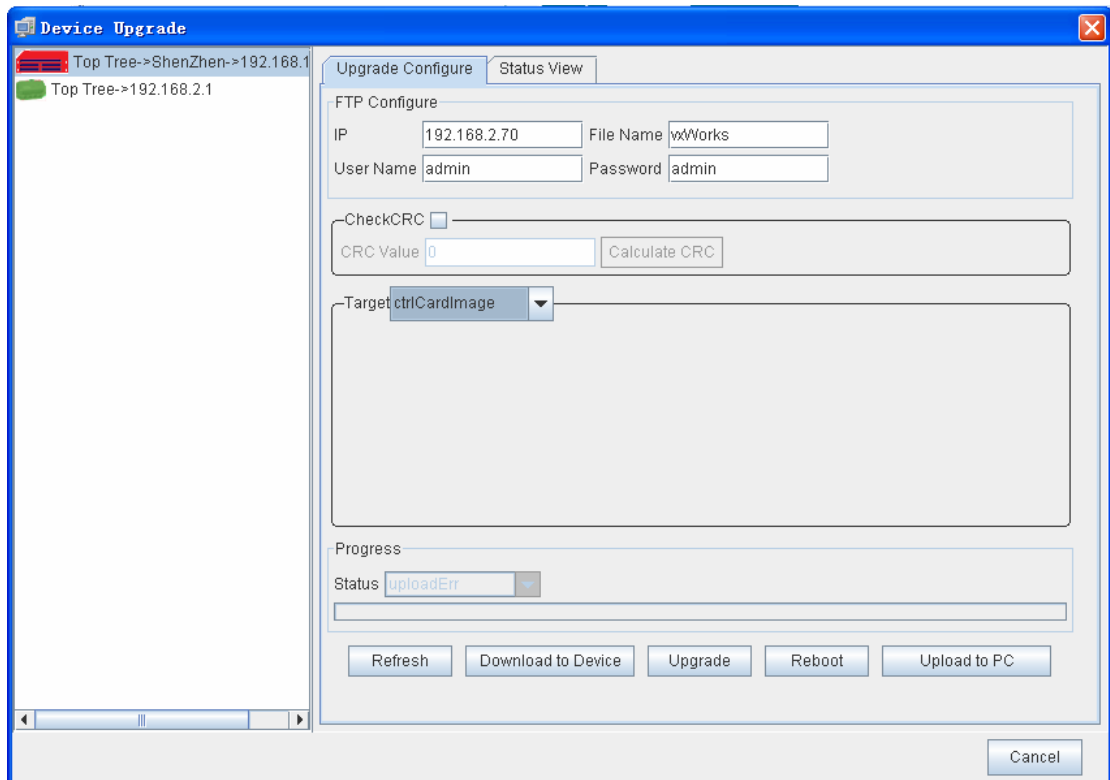 Device Upgrade
Top Tree->ShenZhen->192.168.1
Top Tree->192.168.2.1
Upgrade Configure Status View
FTP Configure
IP 192.168.2.70 File Name vxWorks
User Name admin Password admin
CheckCRC
CRC Value 0 Calculate CRC
Target ctrlCardImage
Progress
Status uploadErr
Refresh Download to Device Upgrade Reboot Upload to PC
Cancel